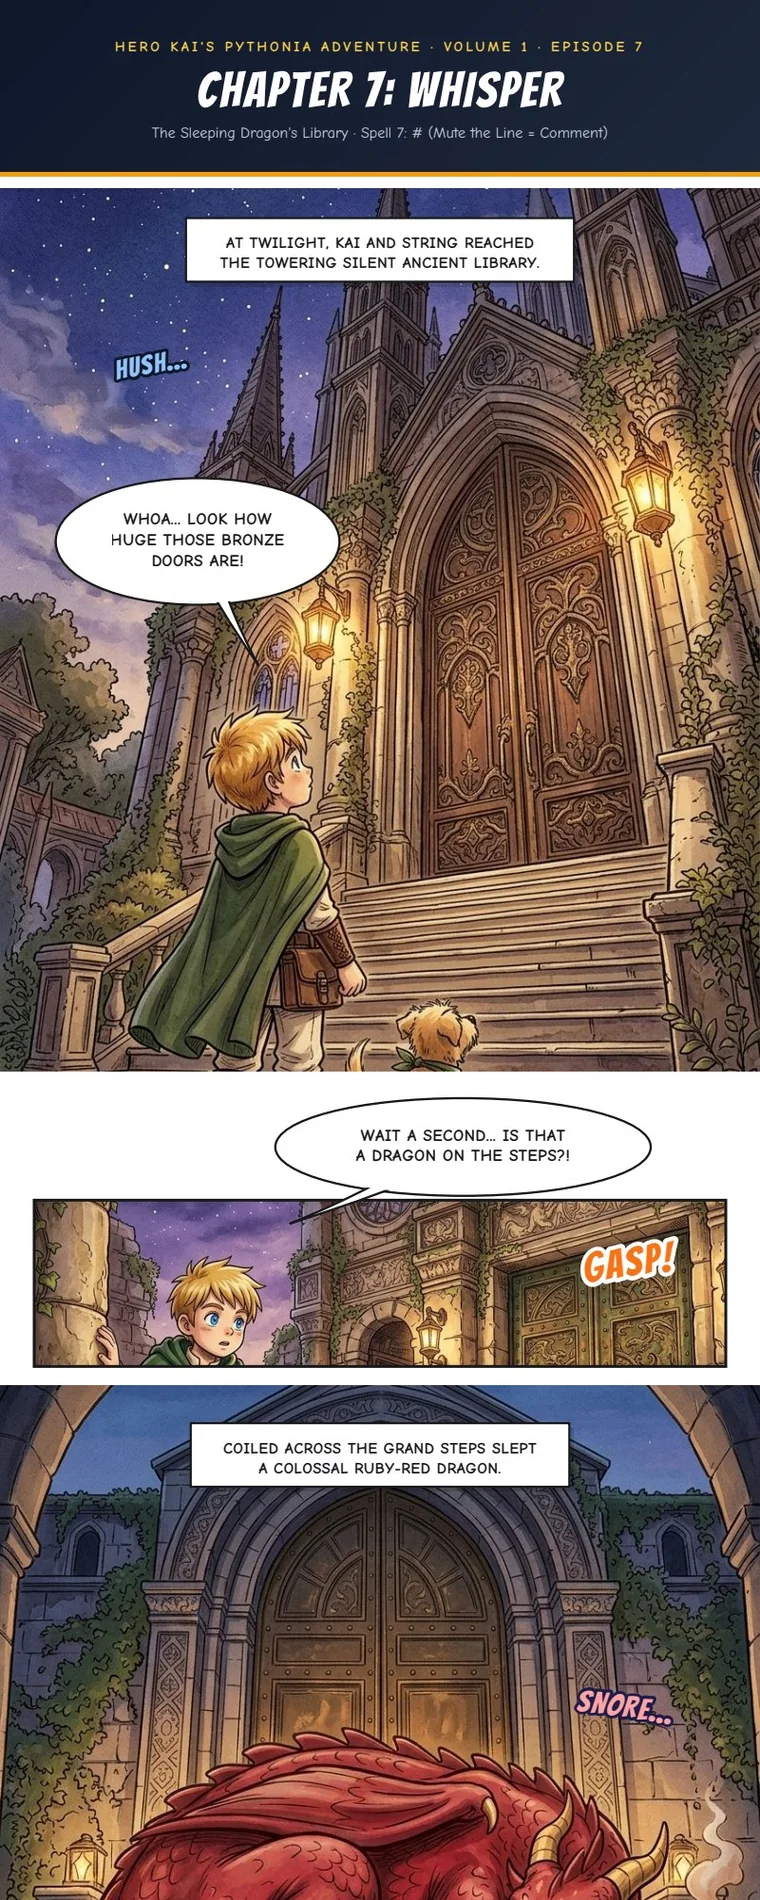 HERO KAI'S PYTHONIA ADVENTURE · VOLUME 1 · EPISODE 7
CHAPTER 7: WHISPER
The Sleeping Dragon's Library · Spell 7: # (Mute the Line = Comment)
AT TWILIGHT, KAI AND STRING REACHED
THE TOWERING SILENT ANCIENT LIBRARY.
HUSH...
WHOA... LOOK HOW
HUGE THOSE BRONZE
DOORS ARE!
WAIT A SECOND... IS THAT
A DRAGON ON THE STEPS?!
GASP!
COILED ACROSS THE GRAND STEPS SLEPT
A COLOSSAL RUBY-RED DRAGON.
SNORE...